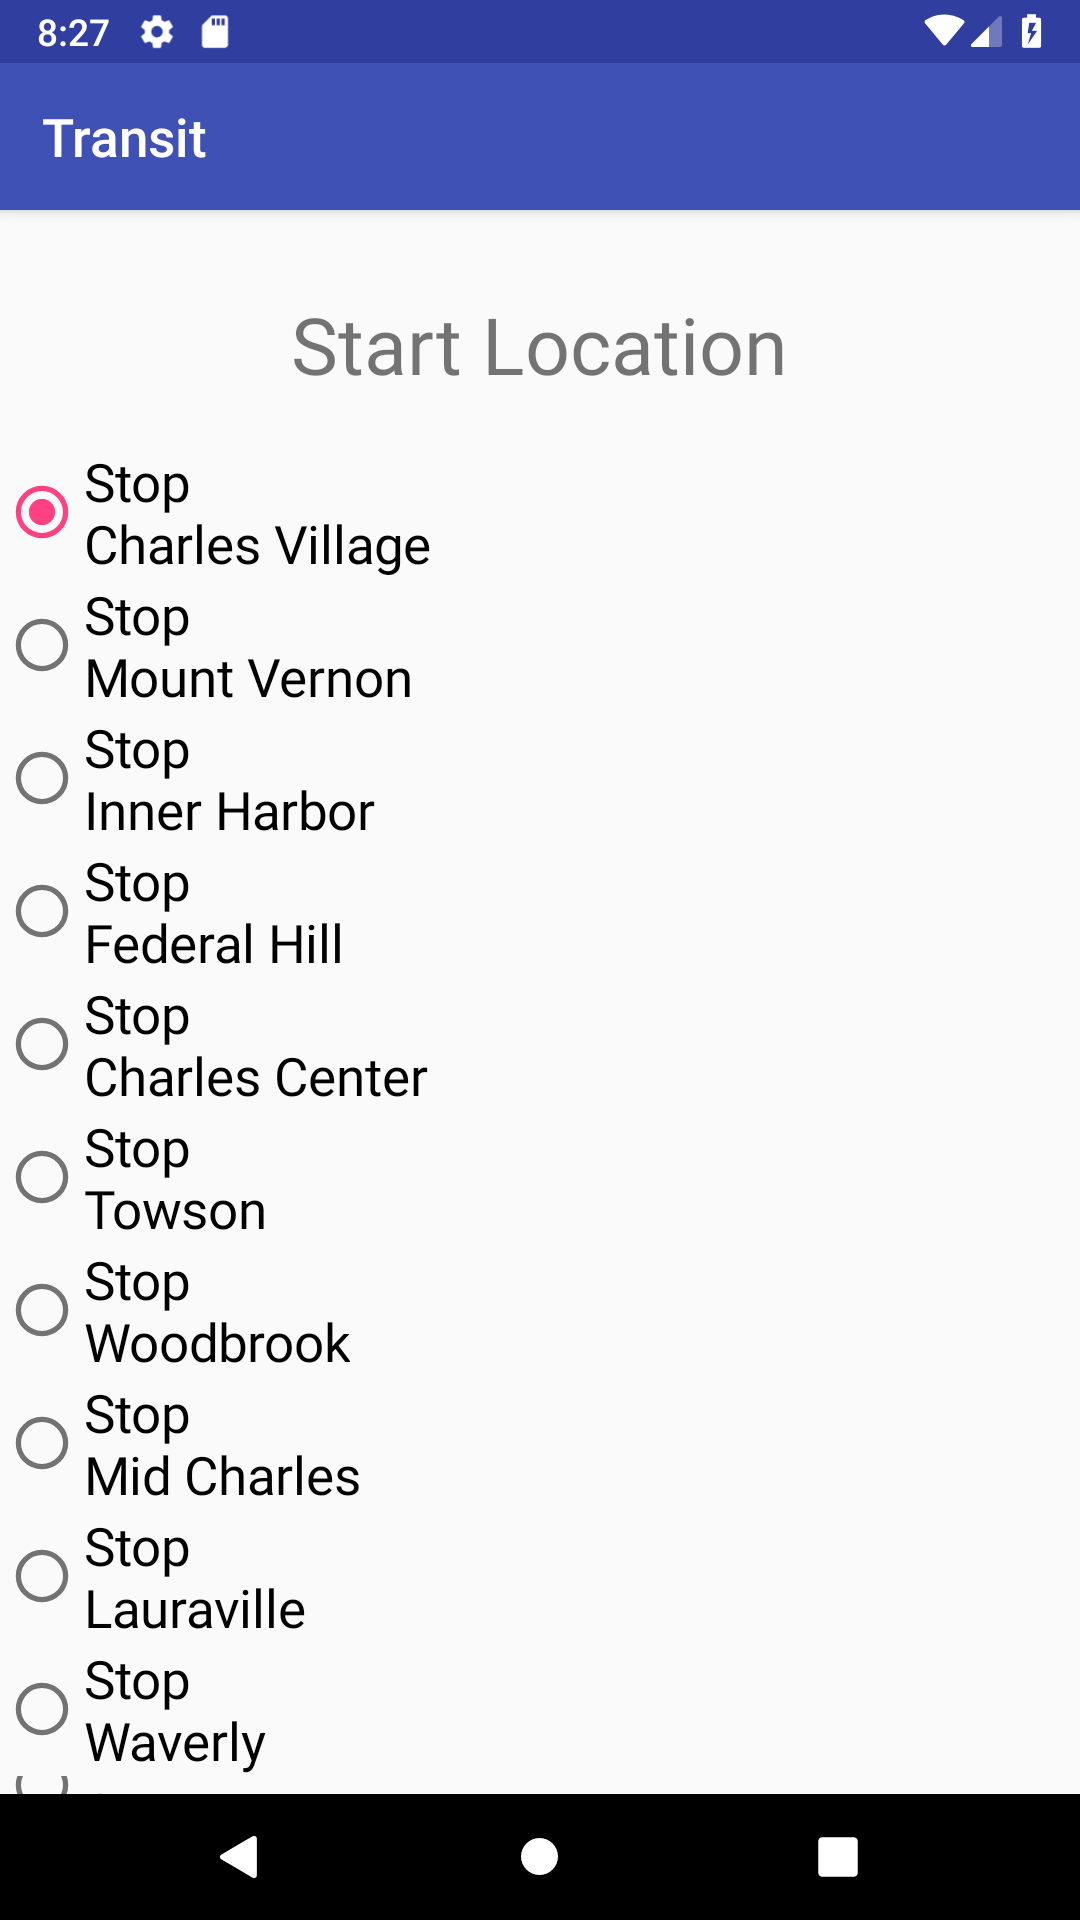 8:27
Transit
Start Location
Stop
Charles Village
Stop
Mount Vernon
Stop
Inner Harbor
Stop
Federal Hill
Stop
Charles Center
Stop
Towson
Stop
Woodbrook
Stop
Mid Charles
Stop
Lauraville
Stop
Waverly